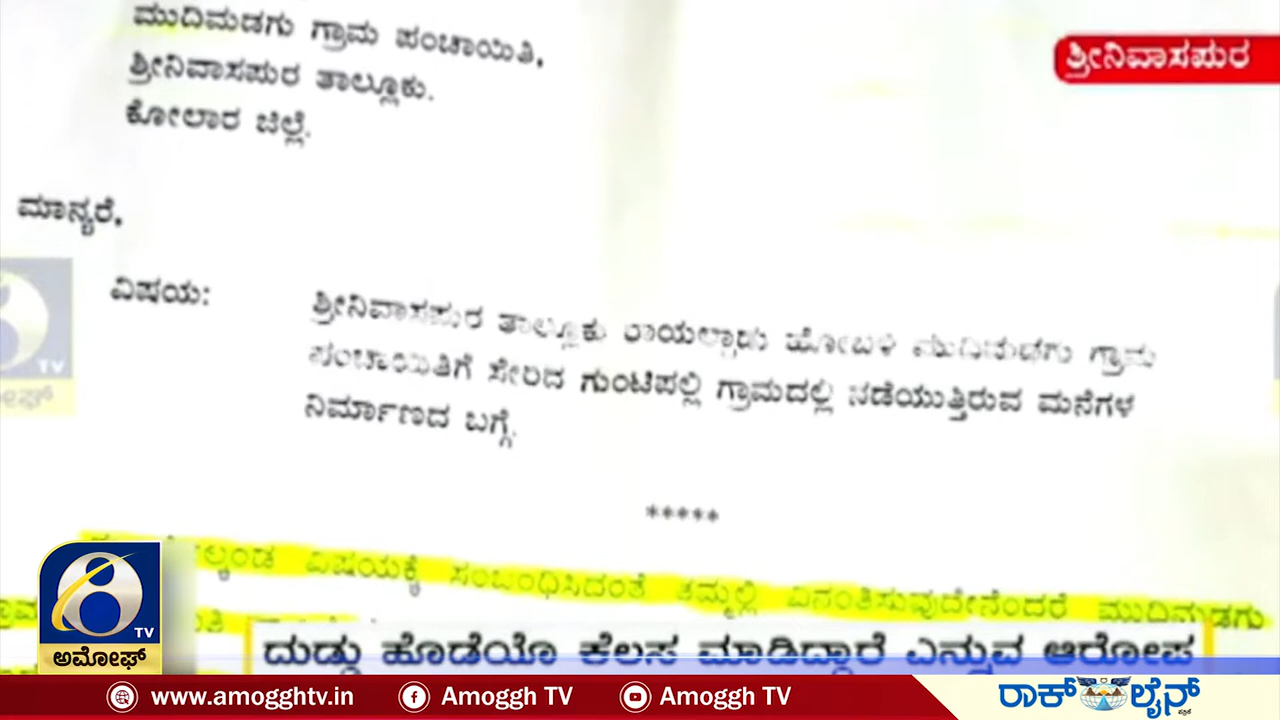 ಮುದಿಮಡಗು ಗ್ರಾಮ ಪಂಚಾಯಿತಿ,
ಶ್ರೀನಿವಾಸಪುರ ತಾಲ್ಲೂಕು.
ಕೋಲಾರ ಜಿಲ್ಲೆ.
ಶ್ರೀನಿವಾಸಪುರ
ಮಾನ್ಯರೆ,
ವಿಷಯ: ಶ್ರೀನಿವಾಸಪುರ ತಾಲ್ಲೂಕು ರಾಯಲ್ಪಾಡು ಹೋಬಳಿ ಮುದಿಮಡಗು ಗ್ರಾಮ
ಪಂಚಾಯಿತಿಗೆ ಸೇರಿದ ಗುಂಟಿಪಲ್ಲಿ ಗ್ರಾಮದಲ್ಲಿ ನಡೆಯುತ್ತಿರುವ ಮನೆಗಳ
ನಿರ್ಮಾಣದ ಬಗ್ಗೆ.
*****
ವಿಷಯಕ್ಕೆ ಸಂಬಂಧಿಸಿದಂತೆ ತಮ್ಮಲ್ಲಿ ವಿನಂತಿಸುವುದೇನೆಂದರೆ ಮುದಿಮಡಗು
ದುಡ್ಡು ಹೊಡೆಯೊ ಕೆಲಸ ಮಾಡಿದ್ದಾರೆ ಎನ್ನುವ ಆರೋಪ
8 TV
ಅಮೋಘ್
www.amogghtv.in Amoggh TV Amoggh TV ರಾಕ್ ಲೈನ್